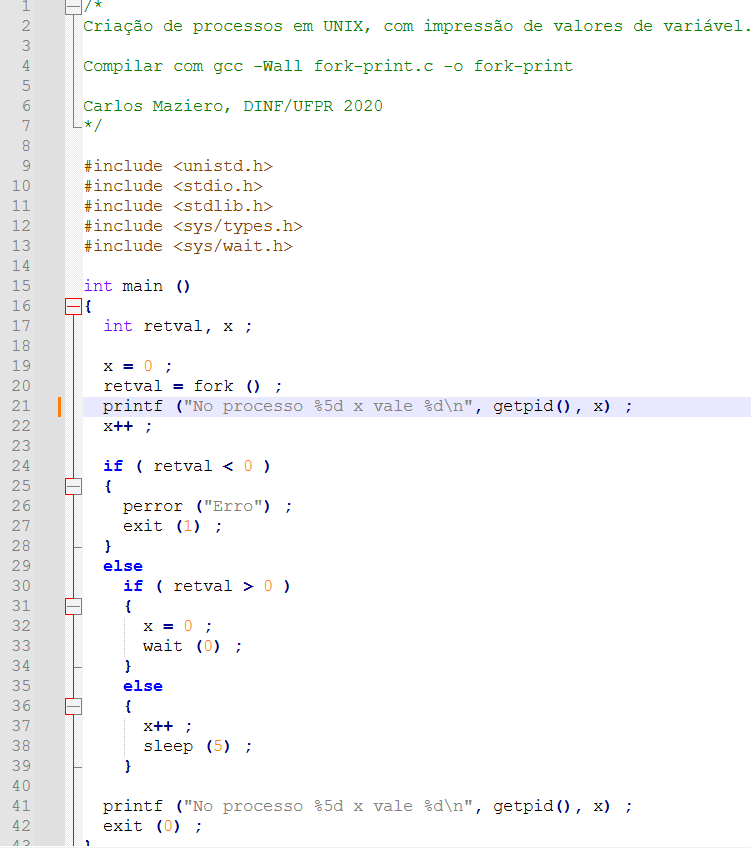 1 /*
2 Criação de processos em UNIX, com impressão de valores de variável.
3
4 Compilar com gcc -Wall fork-print.c -o fork-print
5
6 Carlos Maziero, DINF/UFPR 2020
7 */
8
9 #include <unistd.h>
10 #include <stdio.h>
11 #include <stdlib.h>
12 #include <sys/types.h>
13 #include <sys/wait.h>
14
15 int main ()
16 {
17 int retval, x ;
18
19 x = 0 ;
20 retval = fork () ;
21 printf ("No processo %5d x vale %d\n", getpid(), x) ;
22 x++ ;
23
24 if ( retval < 0 )
25 {
26 perror ("Erro") ;
27 exit (1) ;
28 }
29 else
30 if ( retval > 0 )
31 {
32 x = 0 ;
33 wait (0) ;
34 }
35 else
36 {
37 x++ ;
38 sleep (5) ;
39 }
40
41 printf ("No processo %5d x vale %d\n", getpid(), x) ;
42 exit (0) ;
43 }